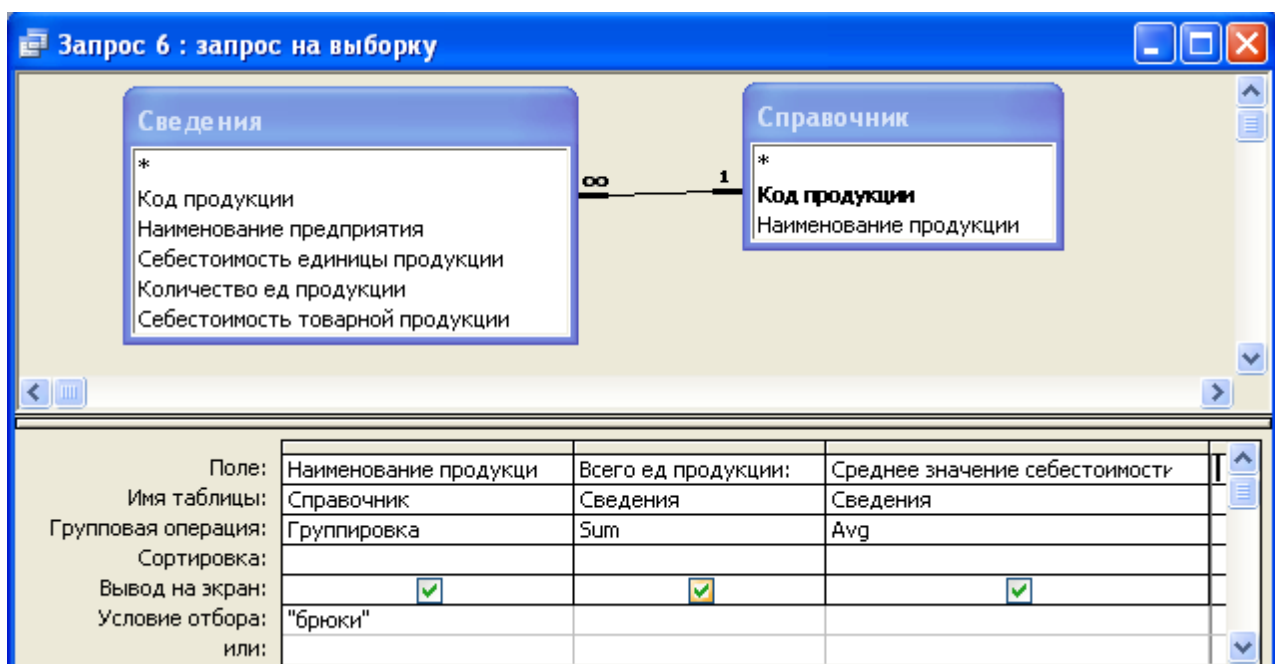 Запрос 6 : запрос на выборку
Сведения
*
Код продукции
Наименование предприятия
Себестоимость единицы продукции
Количество ед продукции
Себестоимость товарной продукции
∞ 1
Справочник
*
Код продукции
Наименование продукции
Поле: Наименование продукци Всего ед продукции: Среднее значение себестоимости
Имя таблицы: Справочник Сведения Сведения
Групповая операция: Группировка Sum Avg
Сортировка:
Вывод на экран:
Условие отбора: "брюки"
или: